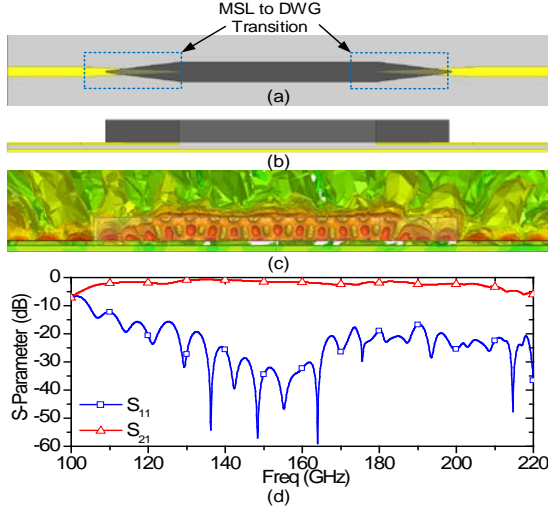 MSL to DWG
Transition
(a)
(b)
(c)
0
-10
-20
-30
-40
-50
-60
S-Parameter (dB)
S11
S21
100 120 140 160 180 200 220
Freq (GHz)
(d)